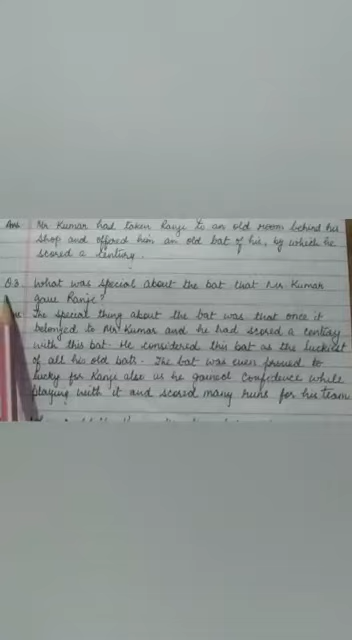 Ans Mr Kumar had taken Ranji to an old room behind his
shop and offered him an old bat of his, by which he
scored a century.
Q.3 What was special about the bat that Mr Kumar
gave Ranje?
The special thing about the bat was that once it
belonged to Mr Kumar and he had scored a century
with this bat. He considered this bat as the luckiest
of all his old bats. The bat was even proved to
lucky for Ranje also as he gained confidence while
playing with it and scored many runs for his team